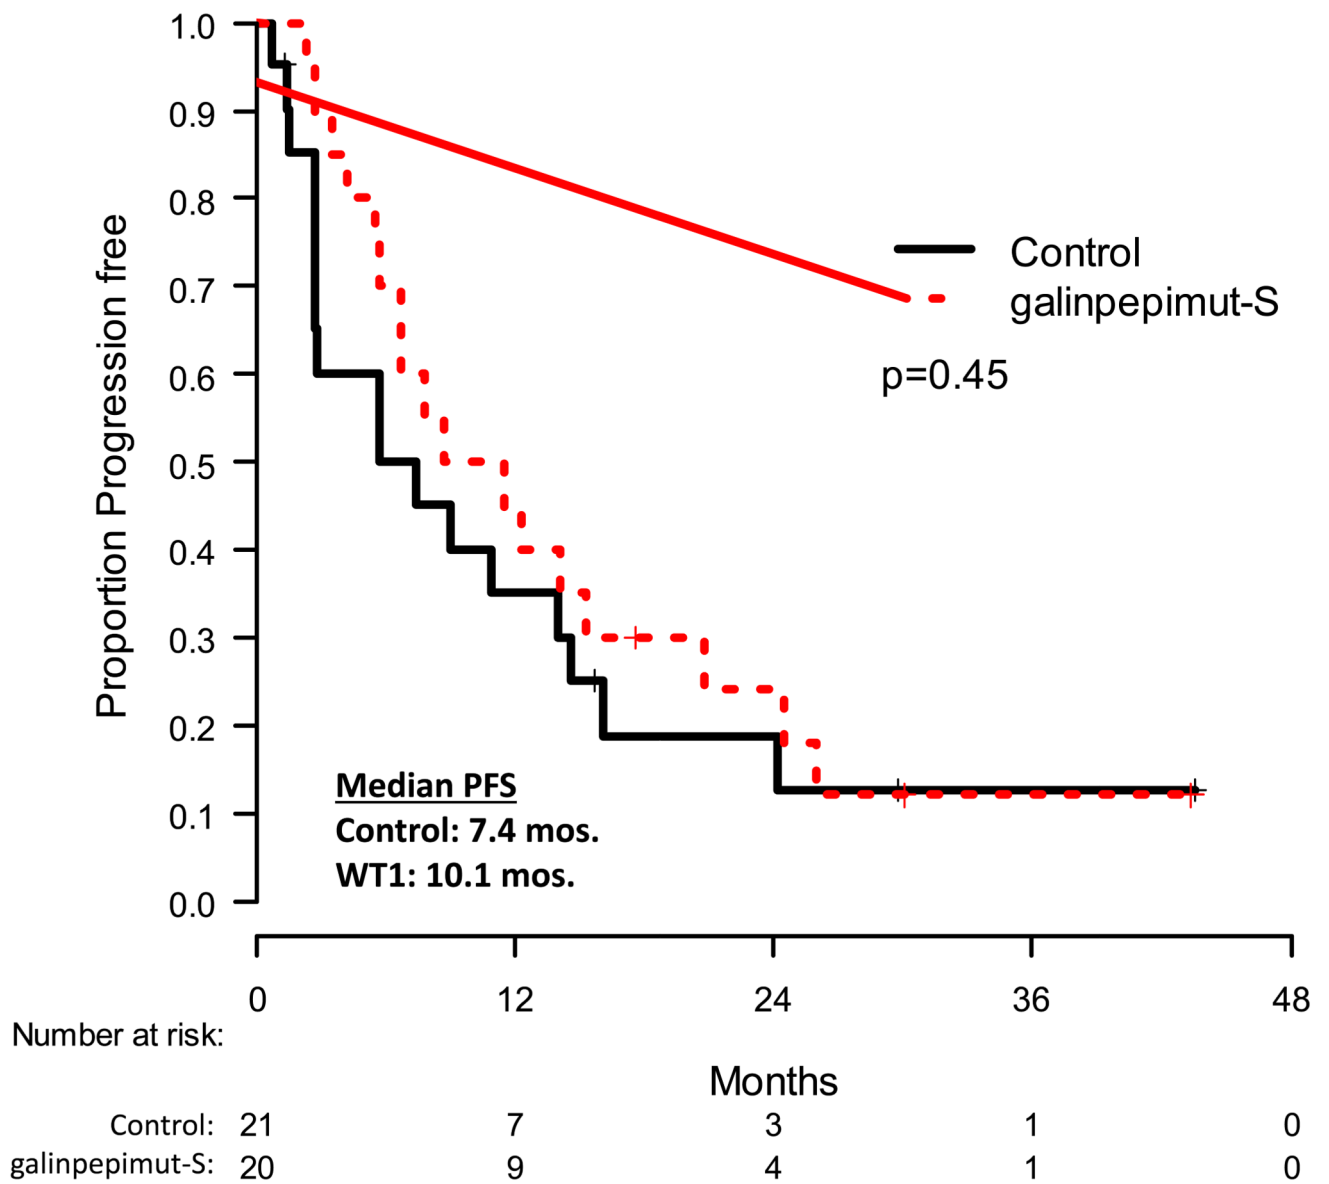 1.0
0.9
0.8
0.7
0.6
0.5
0.4
0.3
0.2
0.1
0.0
Proportion Progression free
Control
galinpepimut-S
p=0.45
Median PFS
Control: 7.4 mos.
WT1: 10.1 mos.
0 12 24 36 48
Number at risk:
Months
Control: 21 7 3 1 0
galinpepimut-S: 20 9 4 1 0